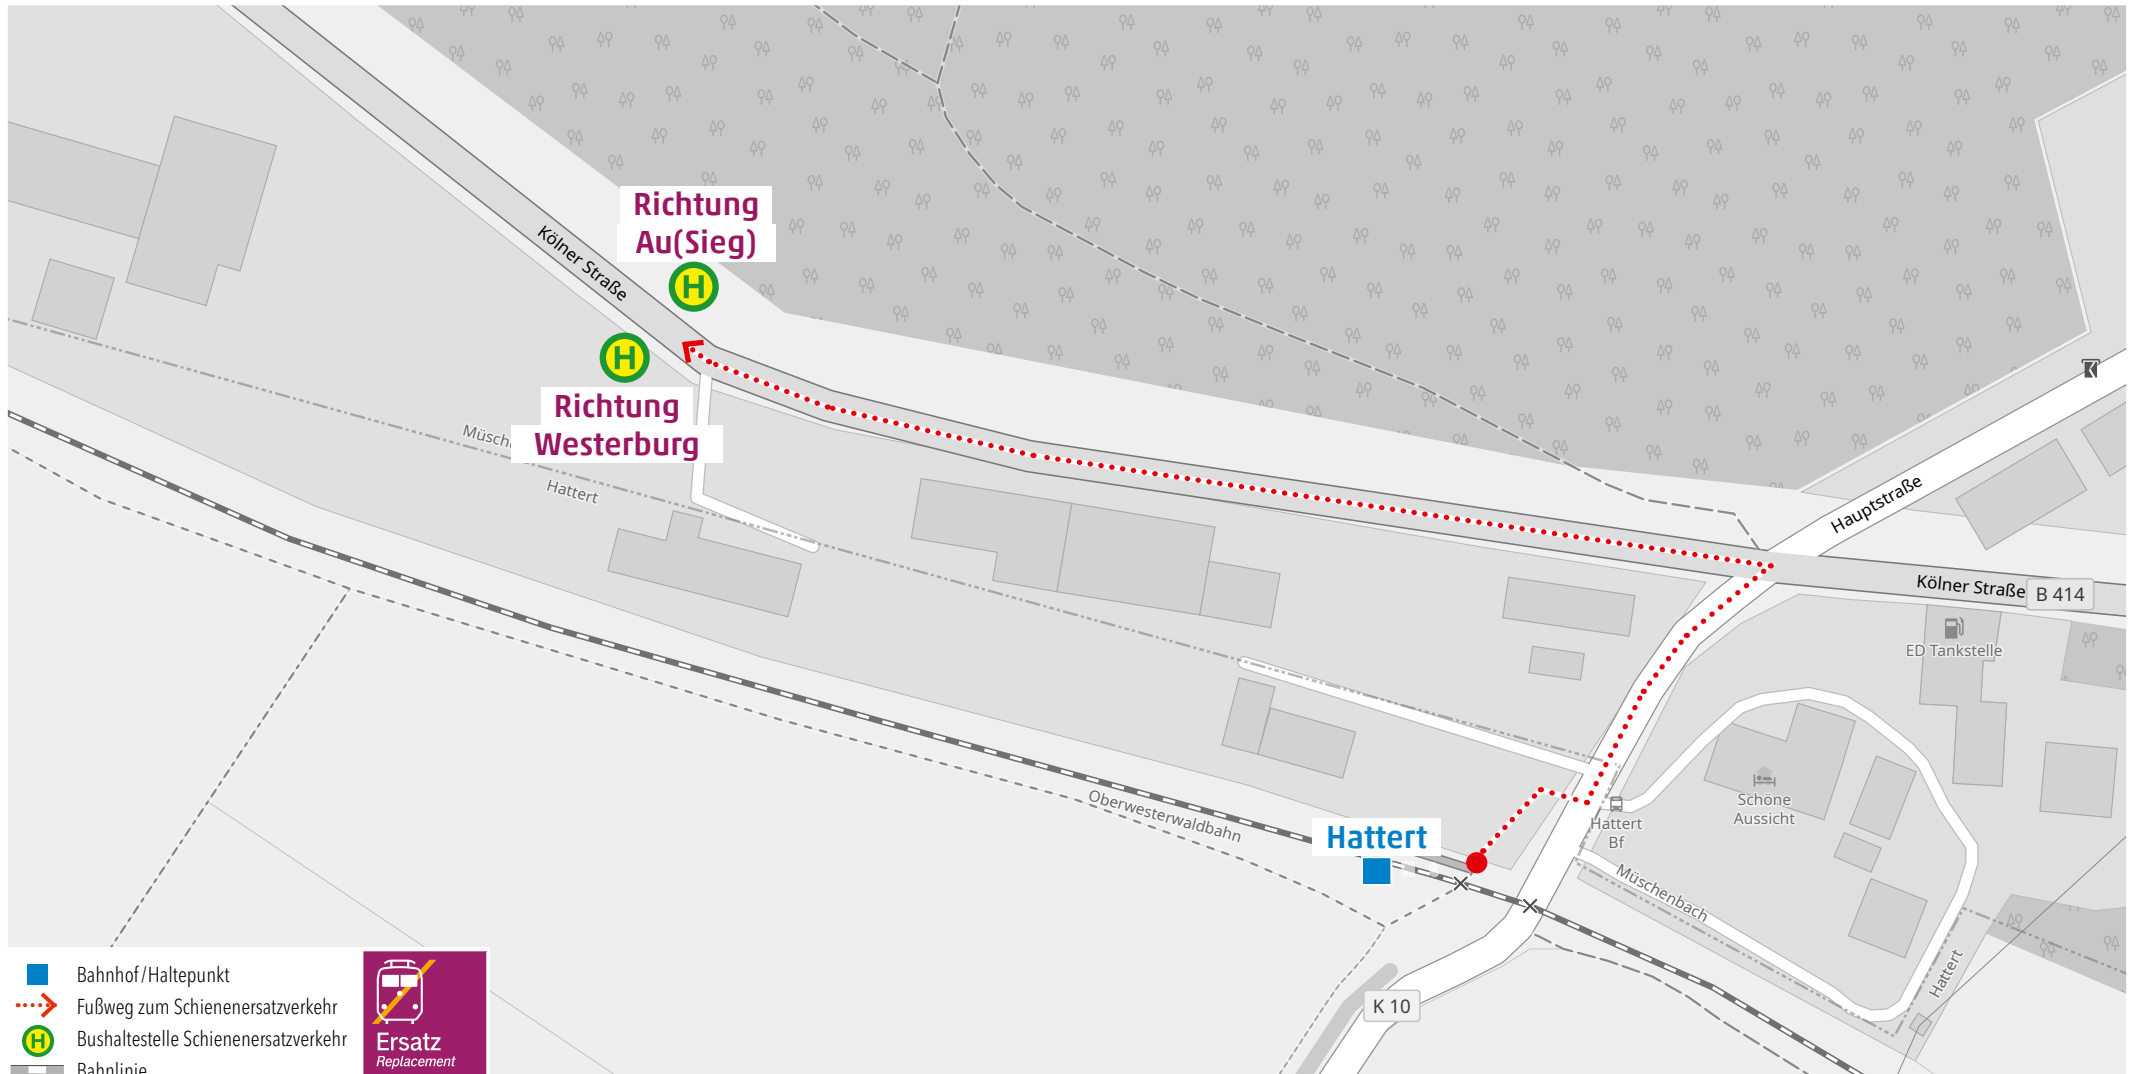 Richtung
Au(Sieg)
Kölner Straße
H
H
Richtung
Westerburg
Hattert
Hauptstraße
Kölner Straße
B 414
ED Tankstelle
Schöne
Aussicht
Oberwesterwaldbahn
Hattert
Hattert
Bf
Müschenbach
Hattert
K 10
Bahnhof/Haltepunkt
Fußweg zum Schienenersatzverkehr
H Bushaltestelle Schienenersatzverkehr
Bahnlinie
Ersatz
Replacement